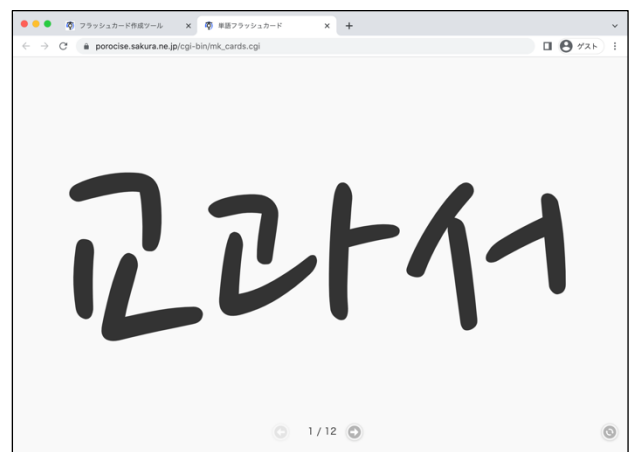 フラッシュカード作成ツール
単語フラッシュカード
porocise.sakura.ne.jp/cgi-bin/mk_cards.cgi
ゲスト
교과서
1 / 12